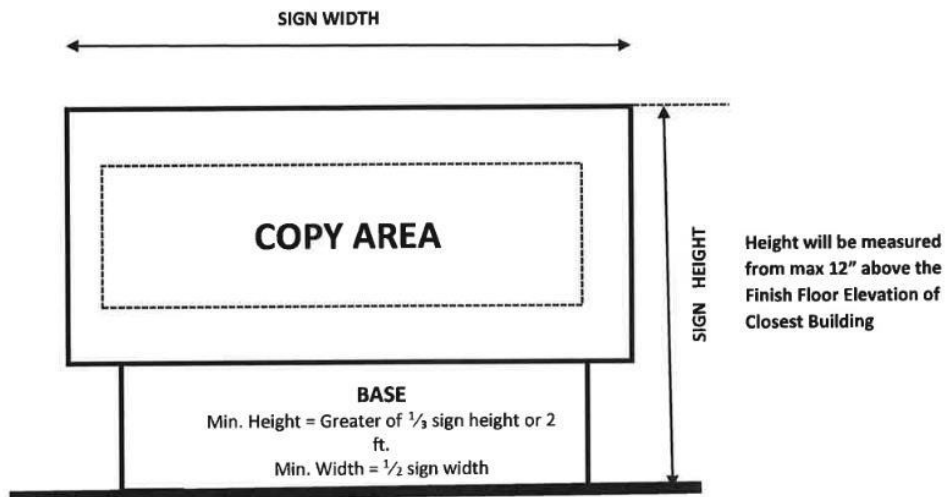 SIGN WIDTH
COPY AREA
SIGN HEIGHT
Height will be measured
from max 12" above the
Finish Floor Elevation of
Closest Building
BASE
Min. Height = Greater of ⅓ sign height or 2
ft.
Min. Width = ½ sign width